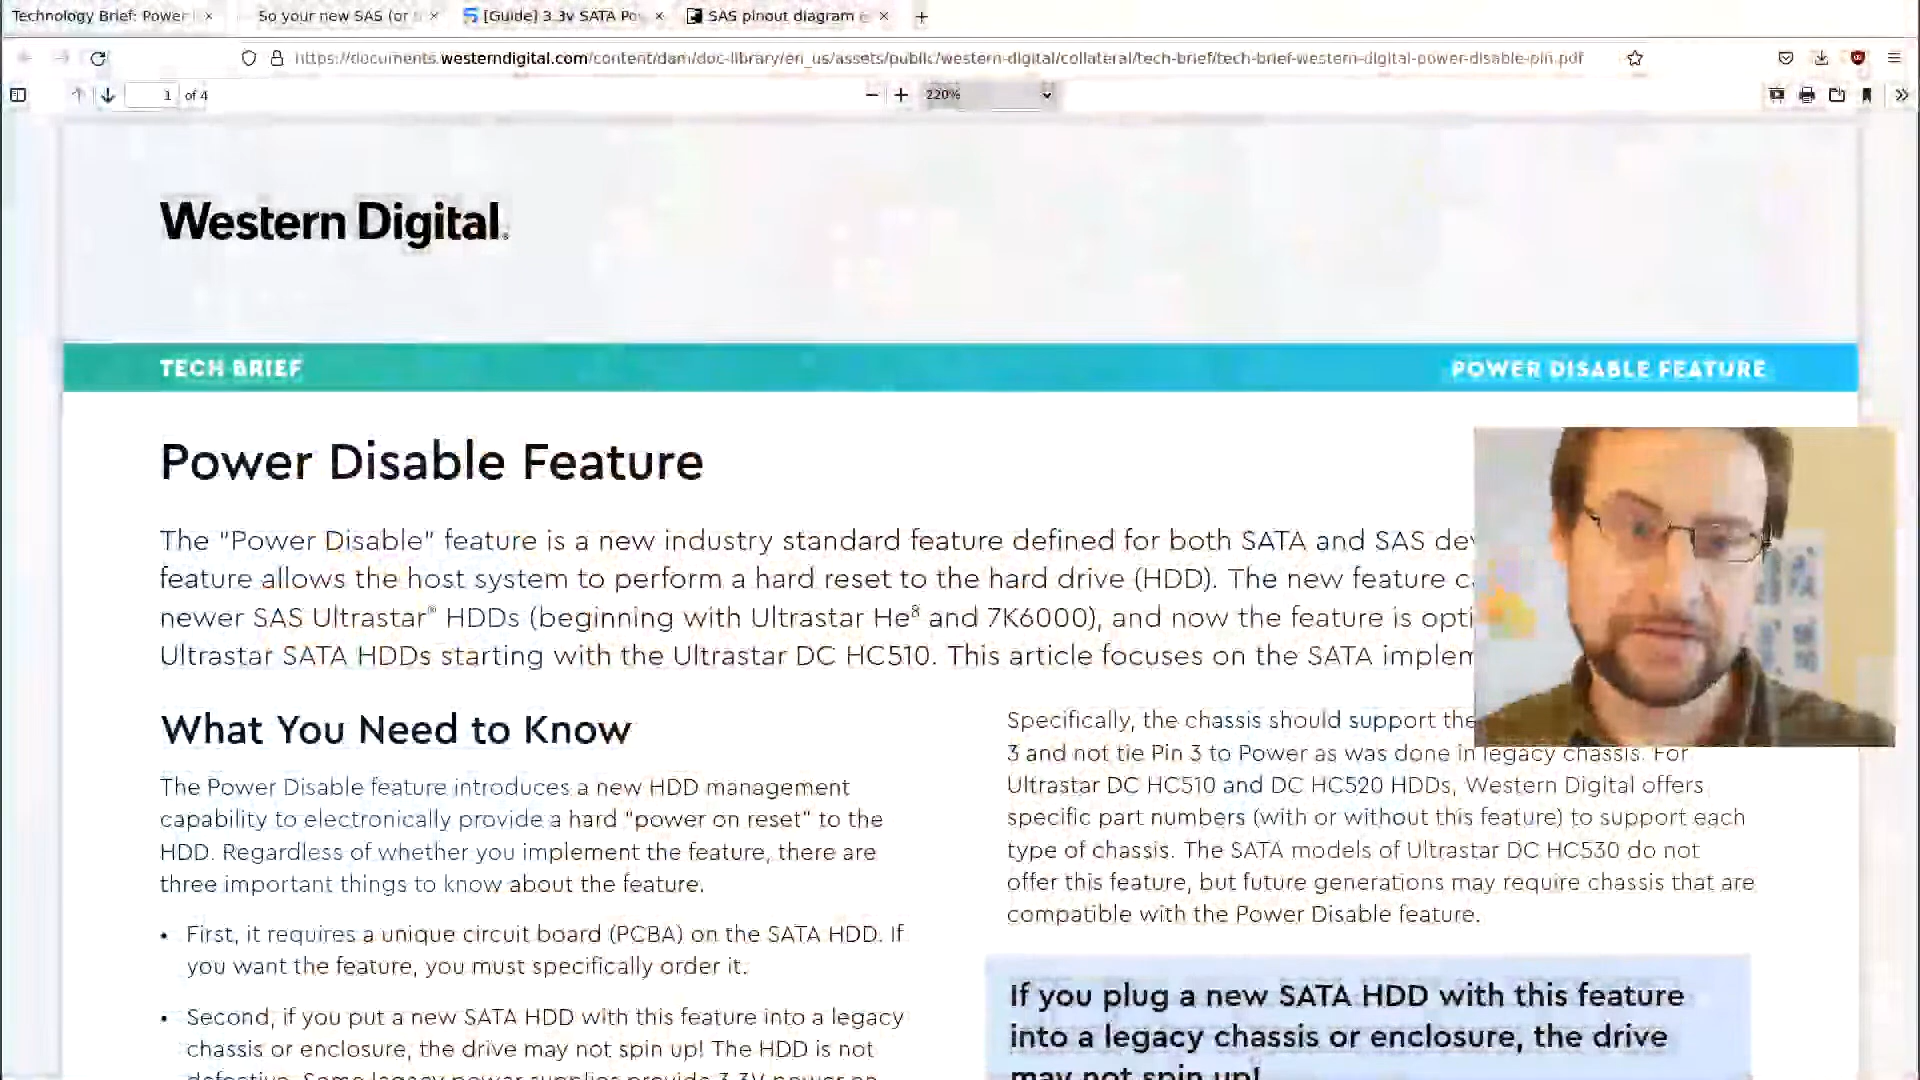 Technology Brief: Power
So your new SAS (or
[Guide] 3.3v SATA Po
SAS pinout diagram
https://documents.westerndigital.com/content/dam/doc-library/en_us/assets/public/western-digital/collateral/tech-brief/tech-brief-western-digital-power-disable-pin.pdf
1 of 4
220%
Western Digital.
TECH BRIEF
POWER DISABLE FEATURE
Power Disable Feature
The "Power Disable" feature is a new industry standard feature defined for both SATA and SAS dev
feature allows the host system to perform a hard reset to the hard drive (HDD). The new feature c
newer SAS Ultrastar® HDDs (beginning with Ultrastar He⁸ and 7K6000), and now the feature is opti
Ultrastar SATA HDDs starting with the Ultrastar DC HC510. This article focuses on the SATA implem
What You Need to Know
The Power Disable feature introduces a new HDD management
capability to electronically provide a hard "power on reset" to the
HDD. Regardless of whether you implement the feature, there are
three important things to know about the feature.
• First, it requires a unique circuit board (PCBA) on the SATA HDD. If
you want the feature, you must specifically order it.
• Second, if you put a new SATA HDD with this feature into a legacy
chassis or enclosure, the drive may not spin up! The HDD is not
defective. Some legacy power supplies provide 3.3V power on
Specifically, the chassis should support the
3 and not tie Pin 3 to Power as was done in legacy chassis. For
Ultrastar DC HC510 and DC HC520 HDDs, Western Digital offers
specific part numbers (with or without this feature) to support each
type of chassis. The SATA models of Ultrastar DC HC530 do not
offer this feature, but future generations may require chassis that are
compatible with the Power Disable feature.
If you plug a new SATA HDD with this feature
into a legacy chassis or enclosure, the drive
may not spin up!